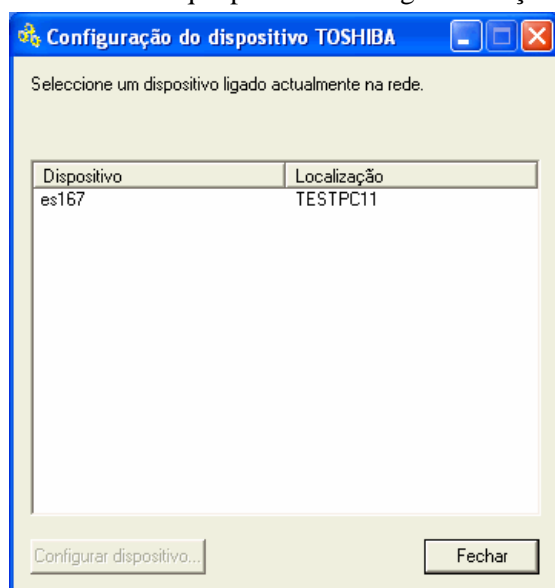 Configuração do dispositivo TOSHIBA
Seleccione um dispositivo ligado actualmente na rede.
Dispositivo Localização
es167 TESTPC11
Configurar dispositivo... Fechar